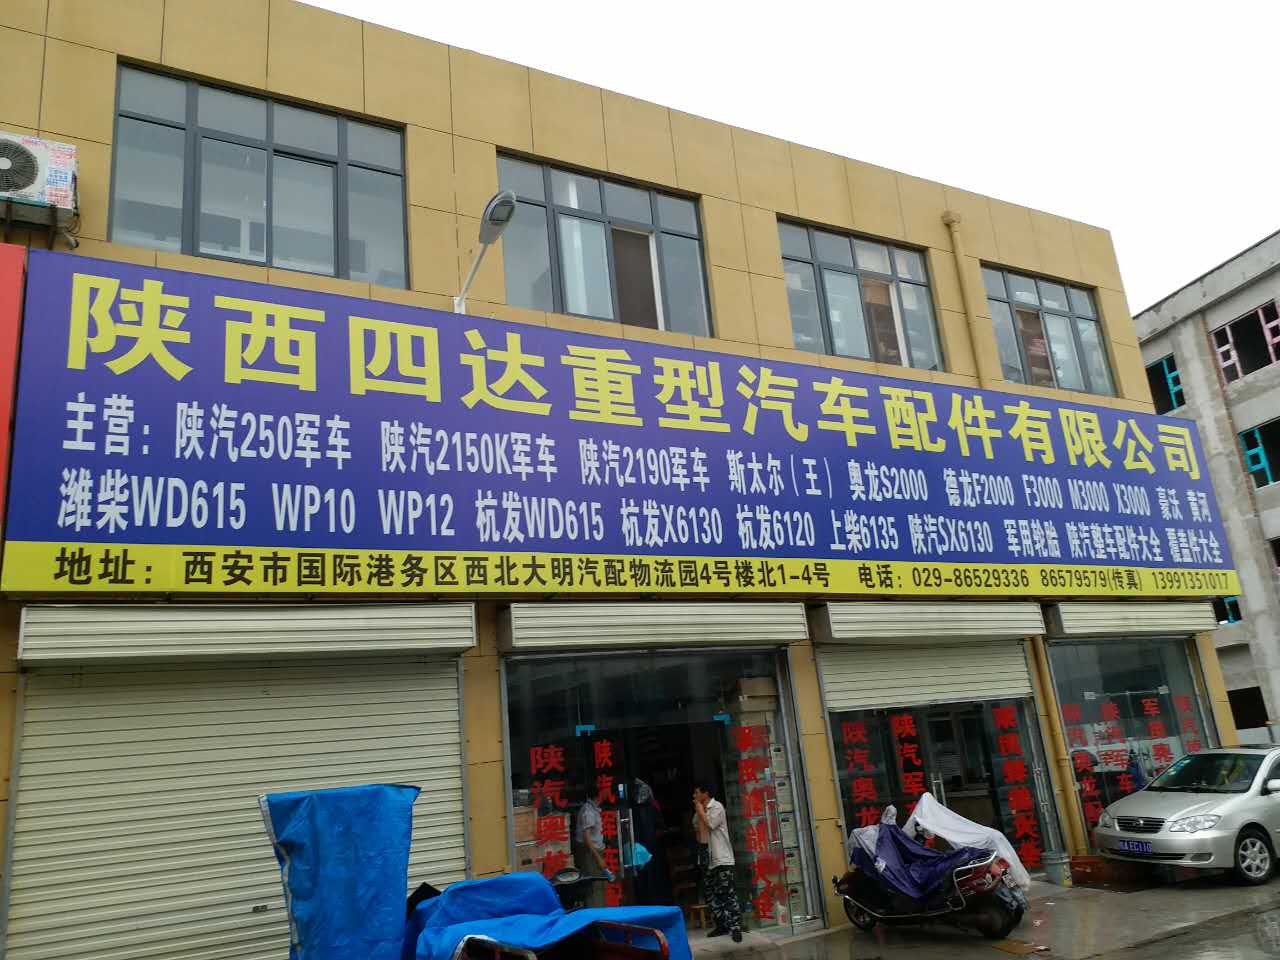 陕西四达重型汽车配件有限公司
主营：陕汽250军车 陕汽2150K军车 陕汽2190军车 斯太尔（王） 奥龙S2000 德龙F2000 F3000 M3000 X3000 豪沃 黄河
潍柴WD615 WP10 WP12 杭发WD615 杭发X6130 杭发6120 上柴6135 陕汽SX6130 军用轮胎 陕汽整车配件大全 覆盖件大全
地址：西安市国际港务区西北大明汽配物流园4号楼北1-4号 电话：029-86529336 86579579(传真) 13991351017
陕汽奥龙
陕汽军车
陕汽奥龙
陕汽军车